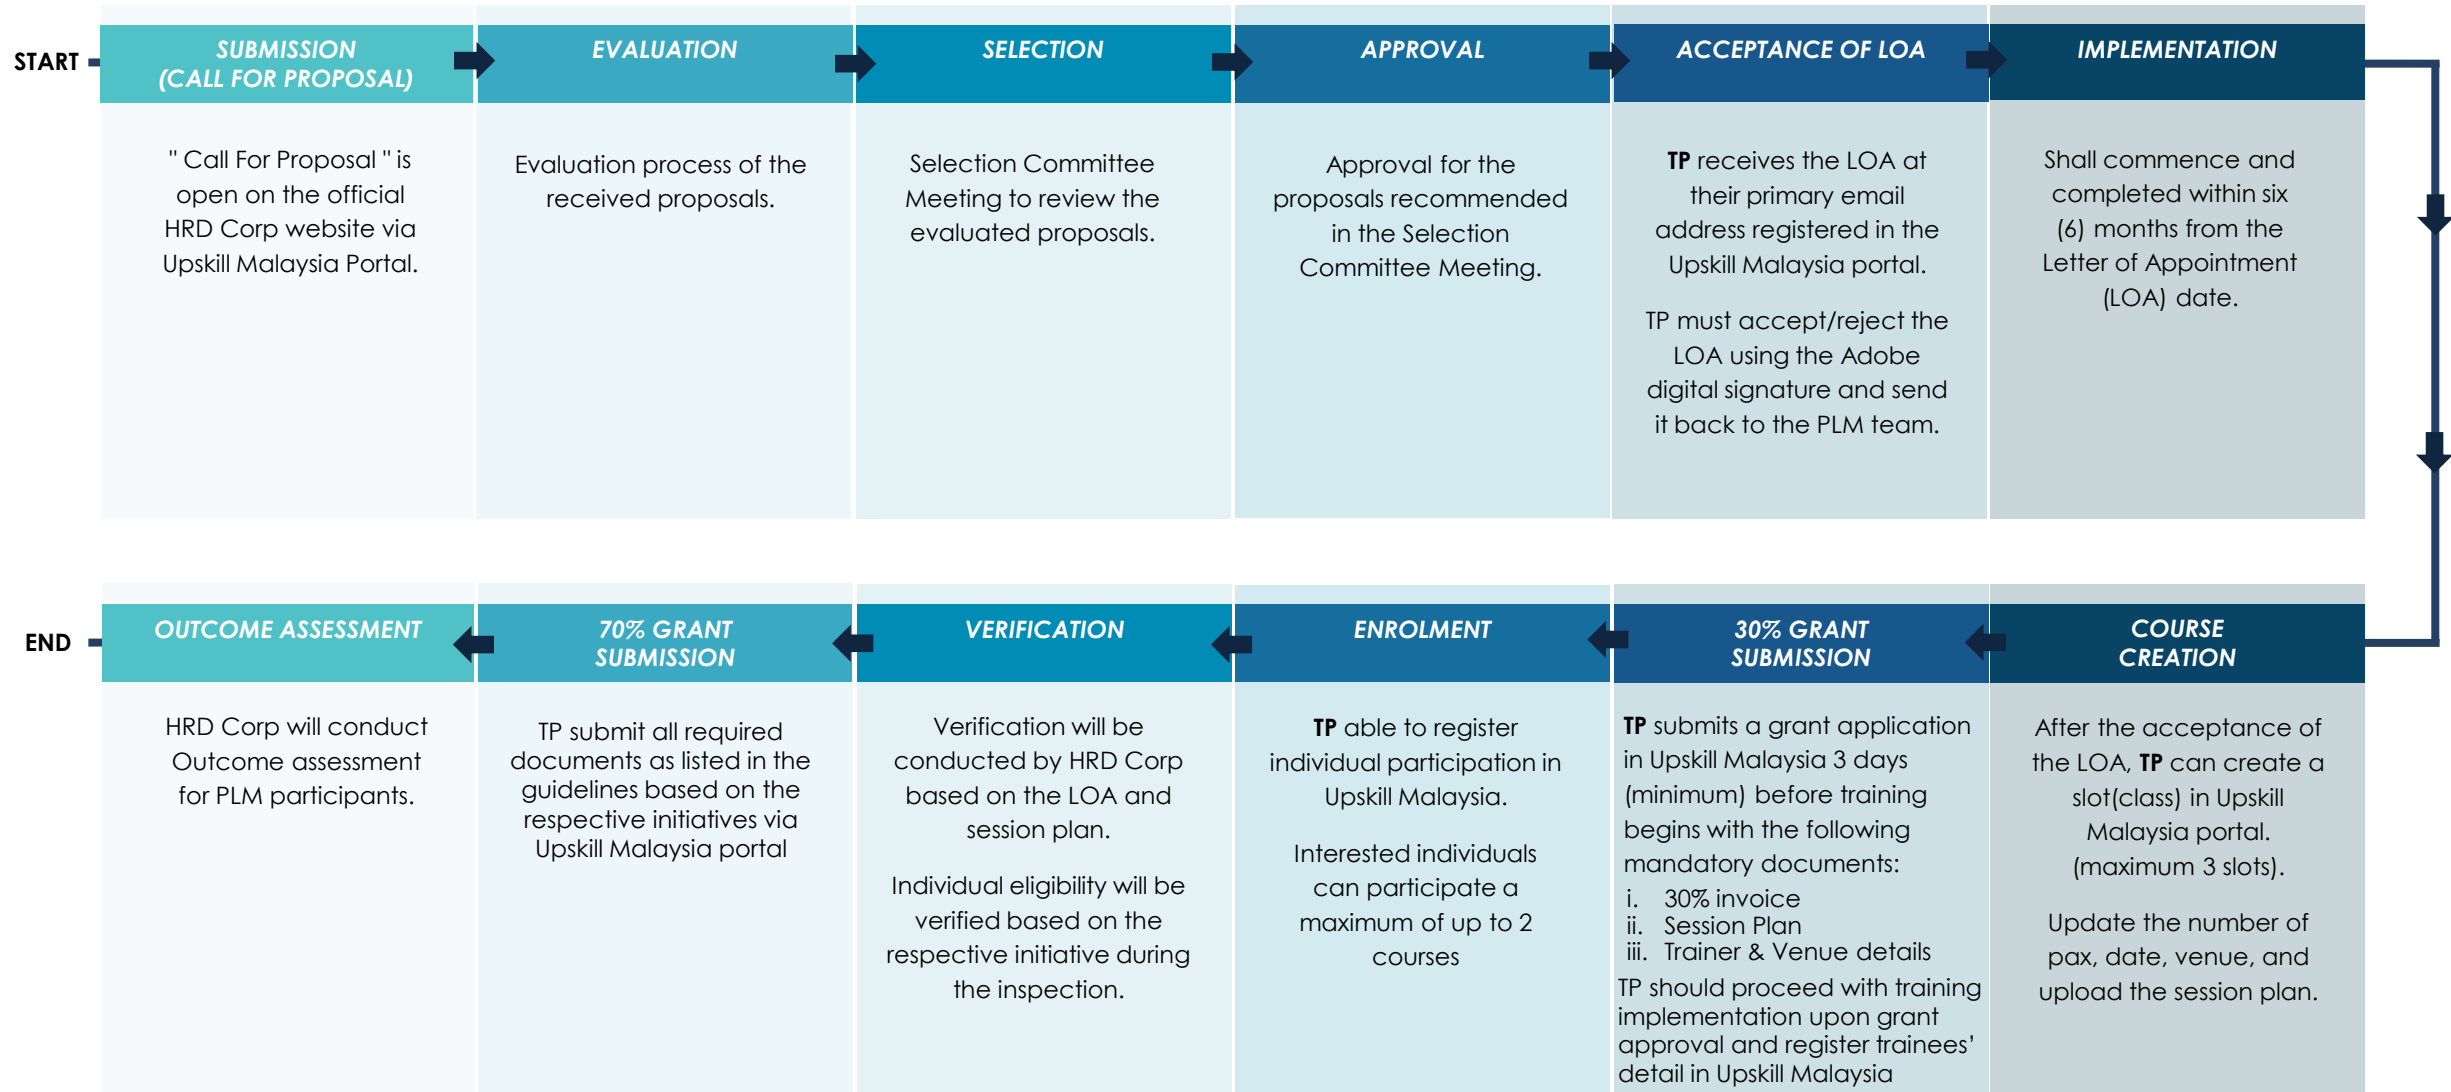 START
SUBMISSION
(CALL FOR PROPOSAL)
" Call For Proposal " is
open on the official
HRD Corp website via
Upskill Malaysia Portal.
EVALUATION
Evaluation process of the
received proposals.
SELECTION
Selection Committee
Meeting to review the
evaluated proposals.
APPROVAL
Approval for the
proposals recommended
in the Selection
Committee Meeting.
ACCEPTANCE OF LOA
TP receives the LOA at
their primary email
address registered in the
Upskill Malaysia portal.
TP must accept/reject the
LOA using the Adobe
digital signature and send
it back to the PLM team.
IMPLEMENTATION
Shall commence and
completed within six
(6) months from the
Letter of Appointment
(LOA) date.
COURSE
CREATION
After the acceptance of
the LOA, TP can create a
slot(class) in Upskill
Malaysia portal.
(maximum 3 slots).
Update the number of
pax, date, venue, and
upload the session plan.
30% GRANT
SUBMISSION
TP submits a grant application
in Upskill Malaysia 3 days
(minimum) before training
begins with the following
mandatory documents:
i. 30% invoice
ii. Session Plan
iii. Trainer & Venue details
TP should proceed with training
implementation upon grant
approval and register trainees’
detail in Upskill Malaysia
ENROLMENT
TP able to register
individual participation in
Upskill Malaysia.
Interested individuals
can participate a
maximum of up to 2
courses
VERIFICATION
Verification will be
conducted by HRD Corp
based on the LOA and
session plan.
Individual eligibility will be
verified based on the
respective initiative during
the inspection.
70% GRANT
SUBMISSION
TP submit all required
documents as listed in the
guidelines based on the
respective initiatives via
Upskill Malaysia portal
OUTCOME ASSESSMENT
HRD Corp will conduct
Outcome assessment
for PLM participants.
END